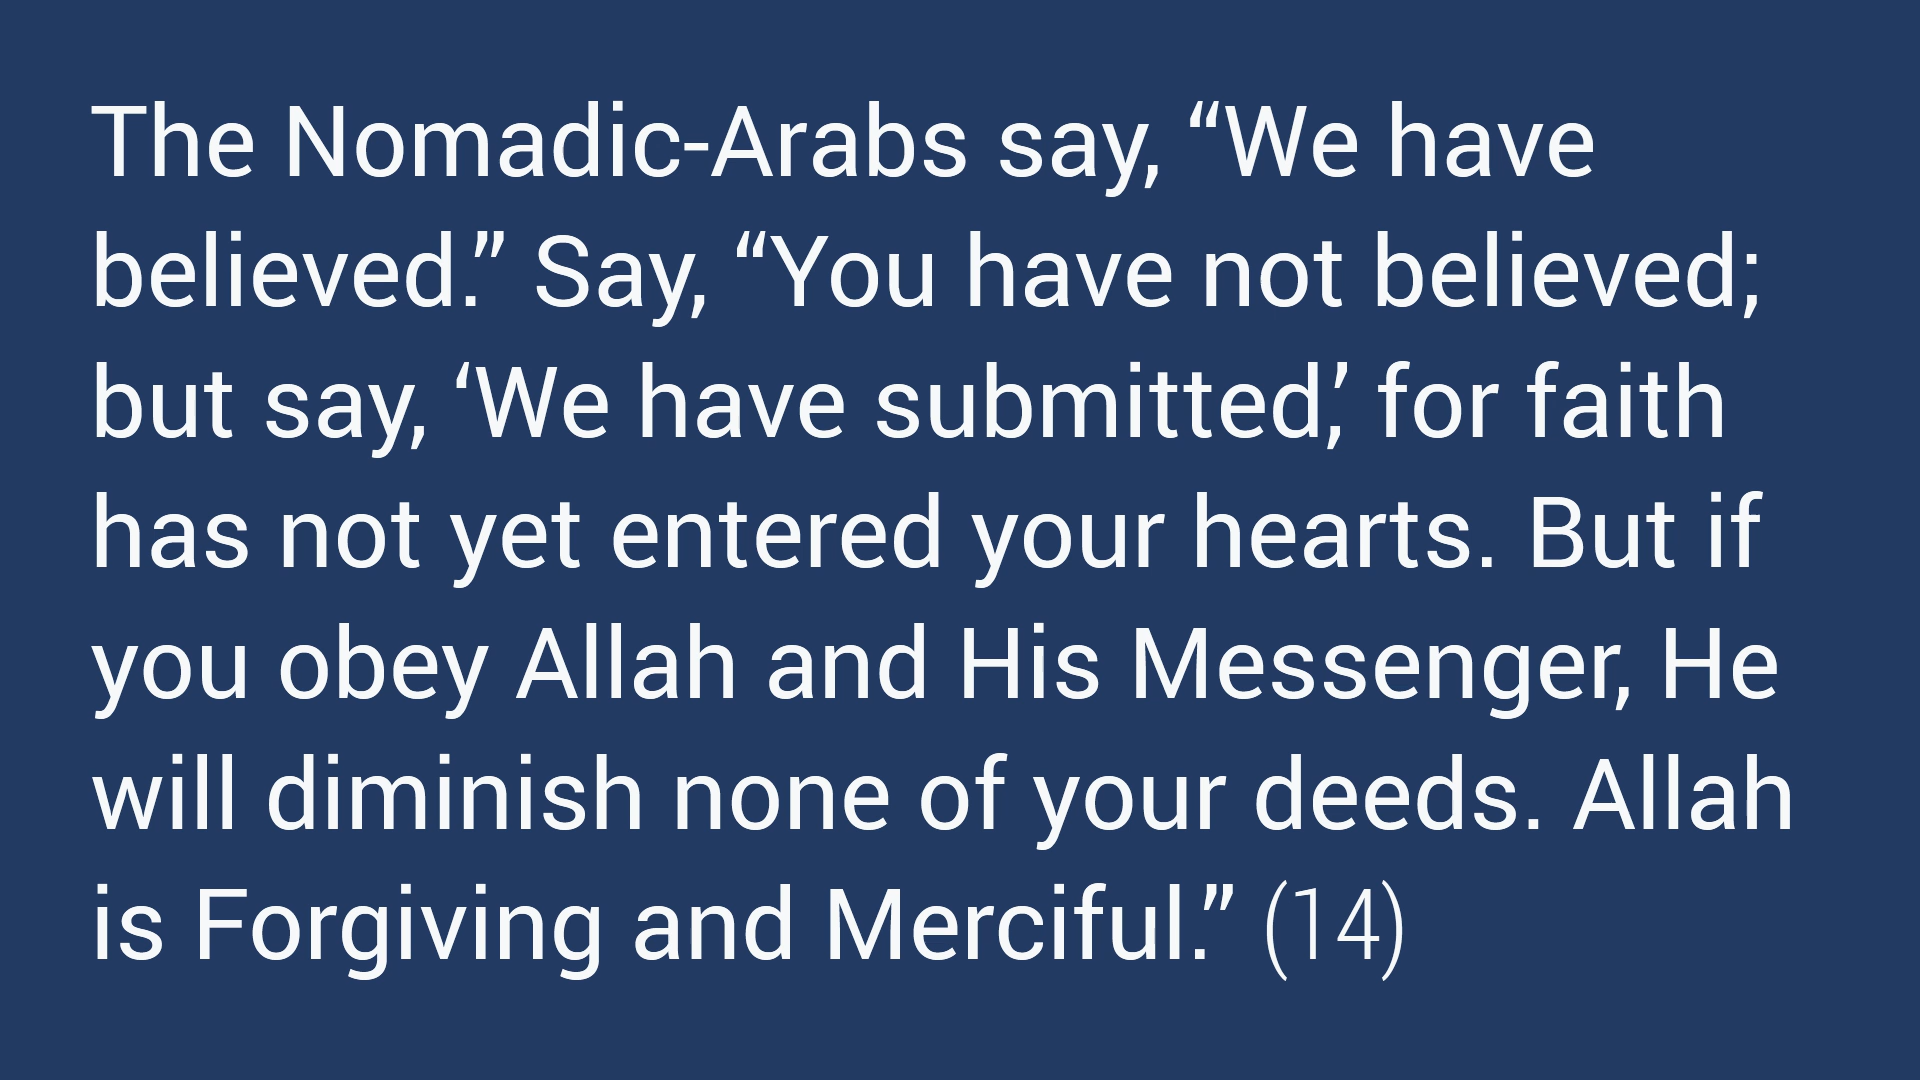 The Nomadic-Arabs say, “We have
believed.” Say, “You have not believed;
but say, ‘We have submitted,’ for faith
has not yet entered your hearts. But if
you obey Allah and His Messenger, He
will diminish none of your deeds. Allah
is Forgiving and Merciful.” (14)